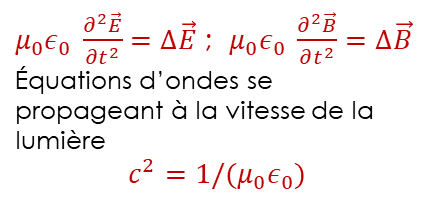 μ₀ϵ₀ ∂²E⃗/∂t² = ΔE⃗ ; μ₀ϵ₀ ∂²B⃗/∂t² = ΔB⃗
Équations d’ondes se
propageant à la vitesse de la
lumière
c² = 1/(μ₀ϵ₀)